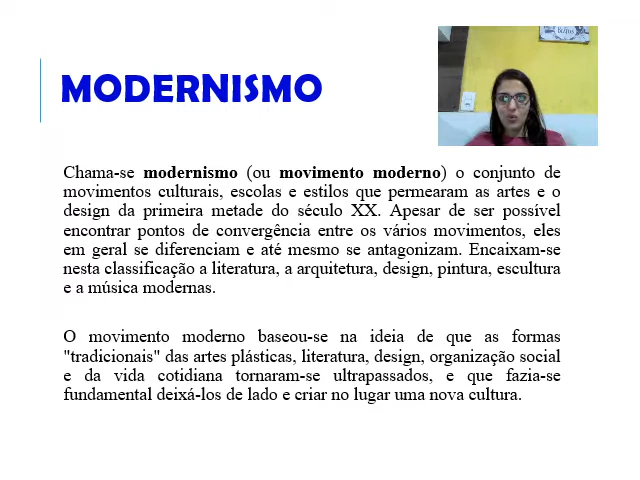 MODERNISMO
Chama-se modernismo (ou movimento moderno) o conjunto de
movimentos culturais, escolas e estilos que permearam as artes e o
design da primeira metade do século XX. Apesar de ser possível
encontrar pontos de convergência entre os vários movimentos, eles
em geral se diferenciam e até mesmo se antagonizam. Encaixam-se
nesta classificação a literatura, a arquitetura, design, pintura, escultura
e a música modernas.
O movimento moderno baseou-se na ideia de que as formas
"tradicionais" das artes plásticas, literatura, design, organização social
e da vida cotidiana tornaram-se ultrapassados, e que fazia-se
fundamental deixá-los de lado e criar no lugar uma nova cultura.